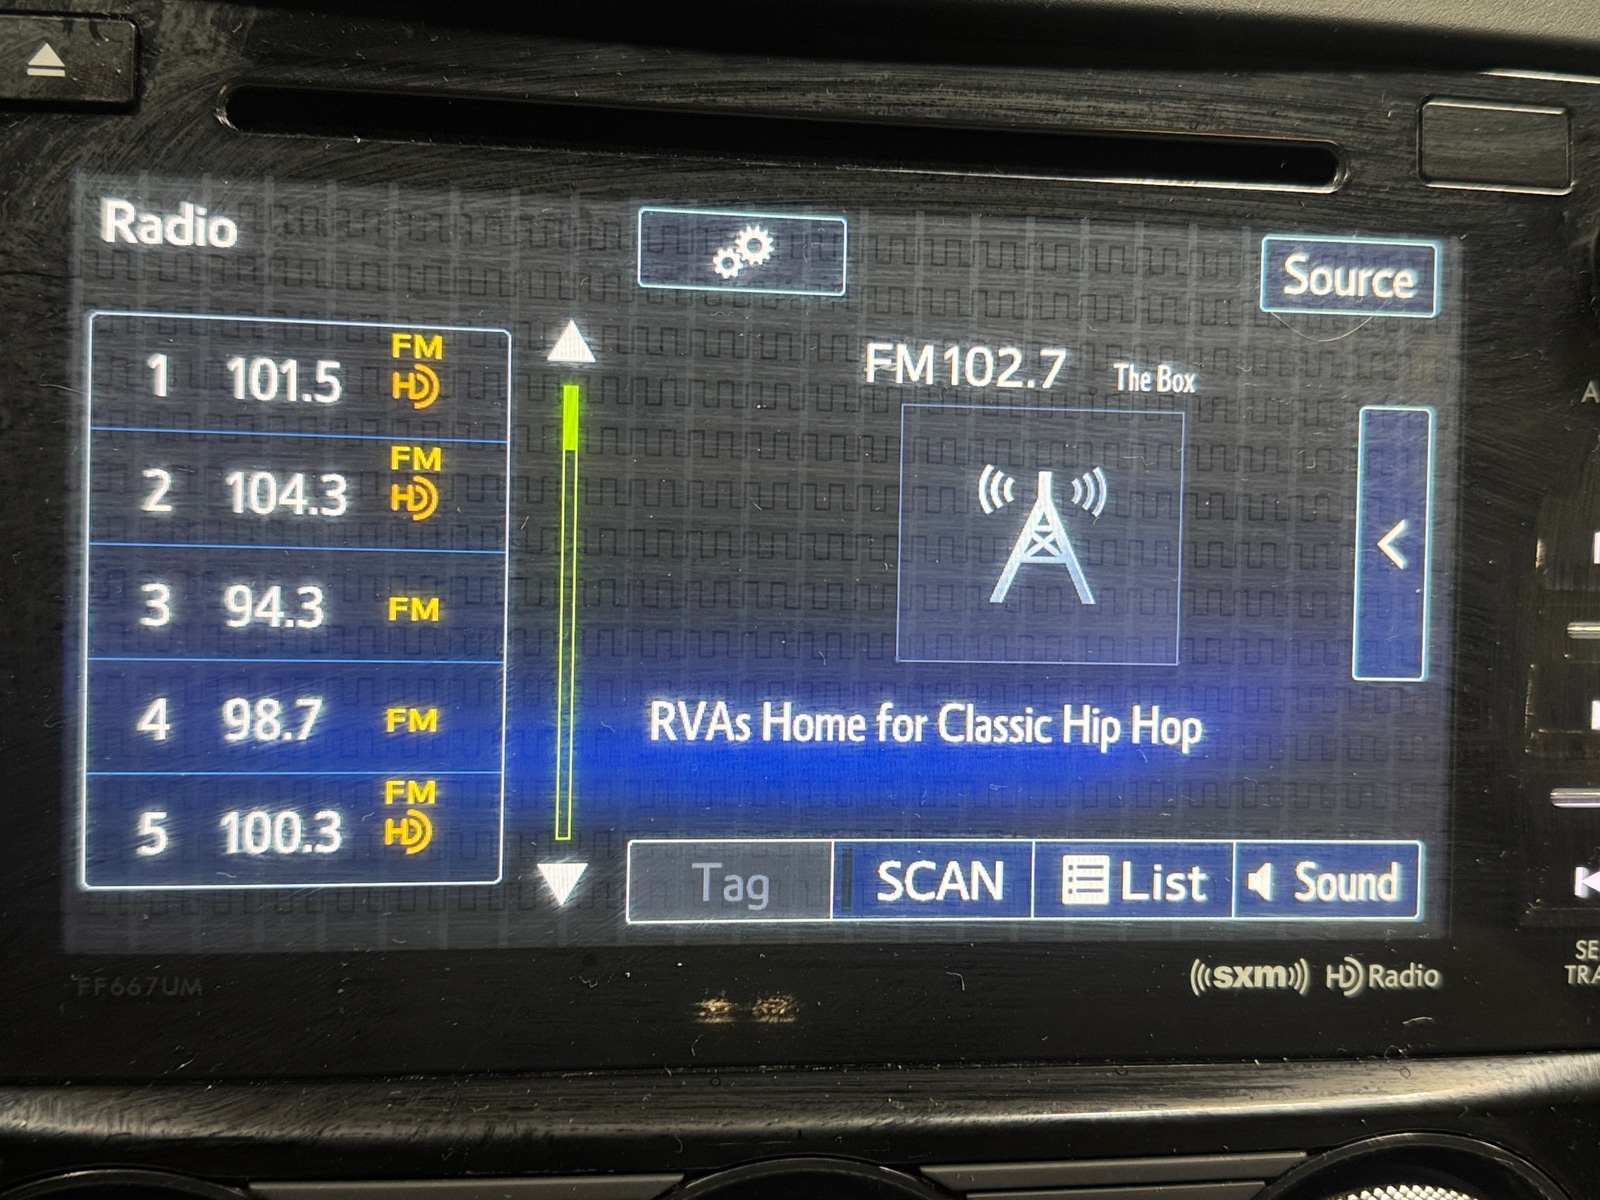 Radio
Source
1 101.5 FM HD
2 104.3 FM HD
3 94.3 FM
4 98.7 FM
5 100.3 FM HD
FM 102.7 The Box
RVAs Home for Classic Hip Hop
Tag SCAN List Sound
FF667UM
((sxm)) HD Radio